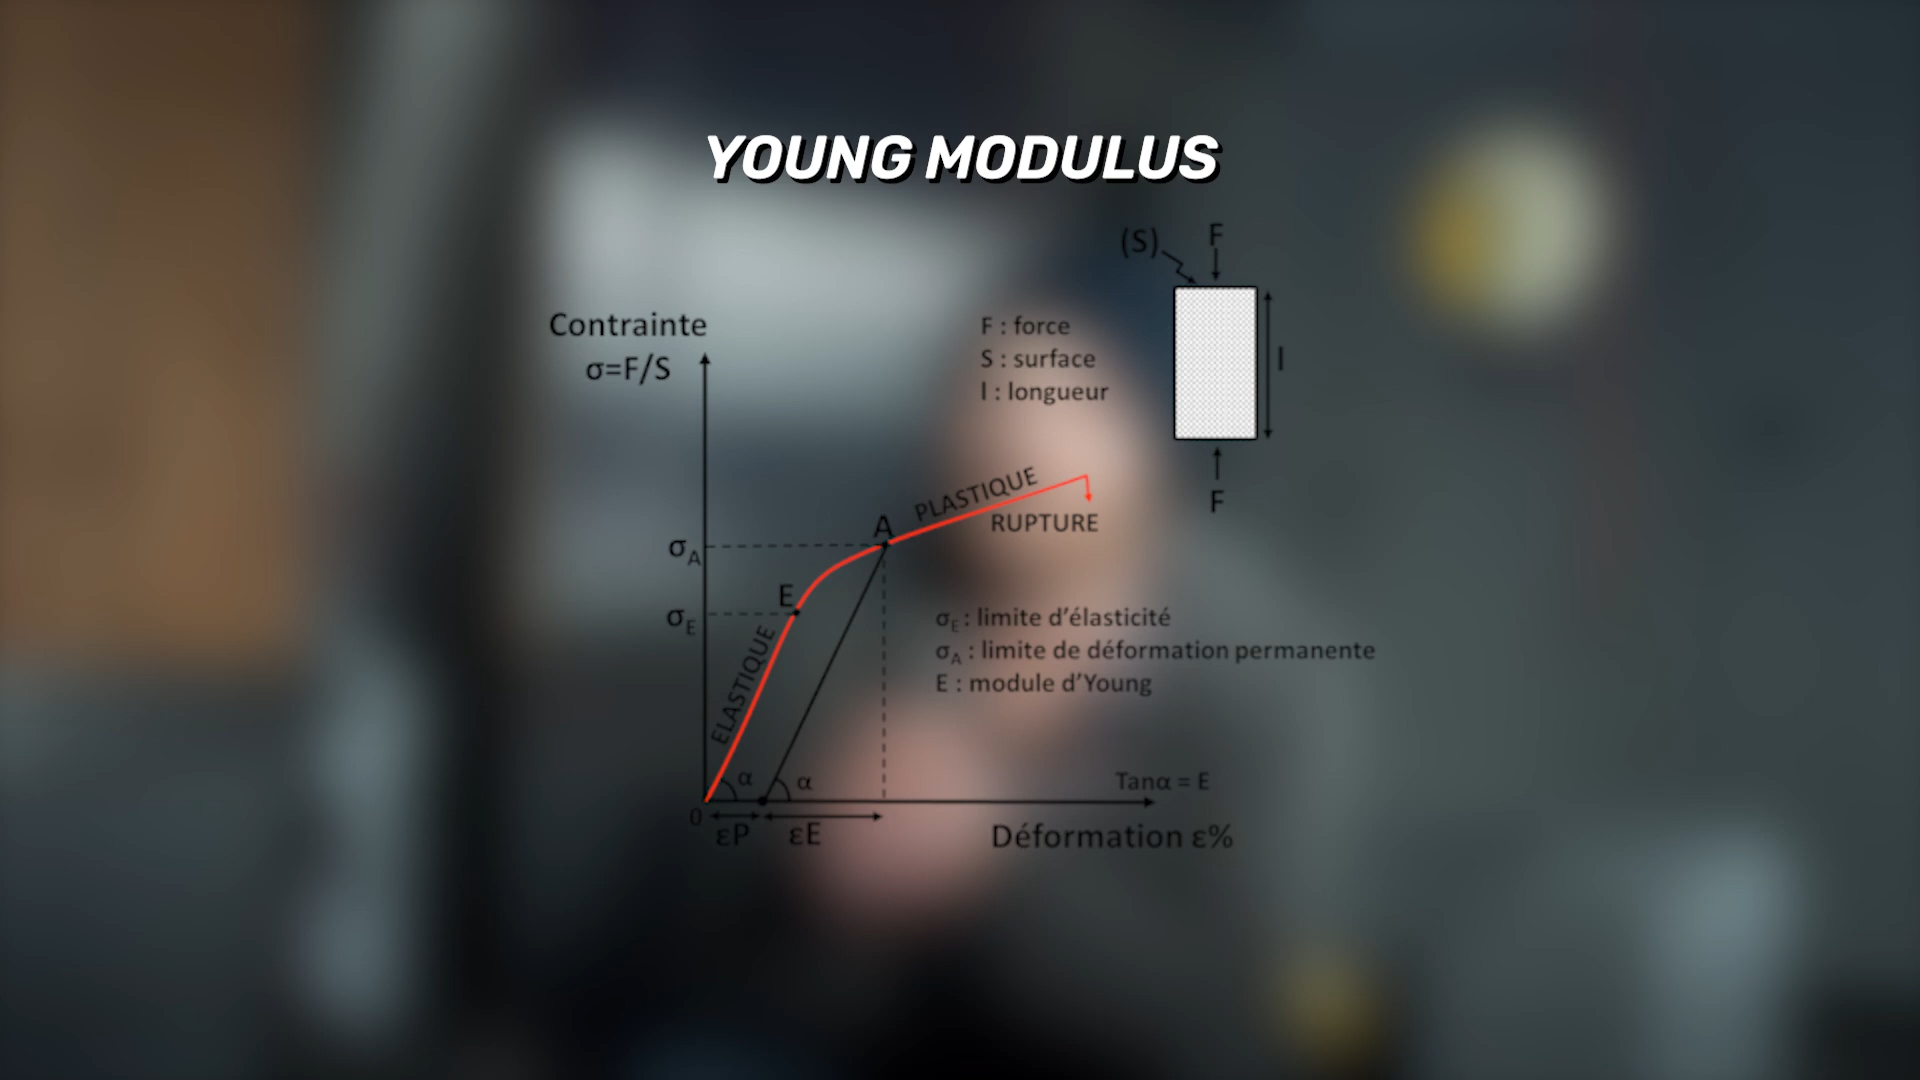 YOUNG MODULUS
(S)
F
Contrainte
σ=F/S
F : force
S : surface
l : longueur
l
F
PLASTIQUE
RUPTURE
A
σA
E
σE
ELASTIQUE
σE : limite d’élasticité
σA : limite de déformation permanente
E : module d’Young
α
α
Tanα = E
0
εP
εE
Déformation ε%